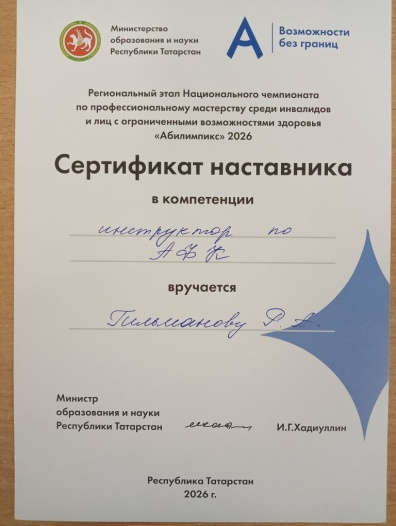 Министерство
образования и науки
Республики Татарстан
Возможности
без границ
Региональный этап Национального чемпионата
по профессиональному мастерству среди инвалидов
и лиц с ограниченными возможностями здоровья
«Абилимпикс» 2026
Сертификат наставника
в компетенции
инструктор по
АФК
вручается
Гильманову Р. А.
Министр
образования и науки
Республики Татарстан
И.Г.Хадиуллин
Республика Татарстан
2026 г.